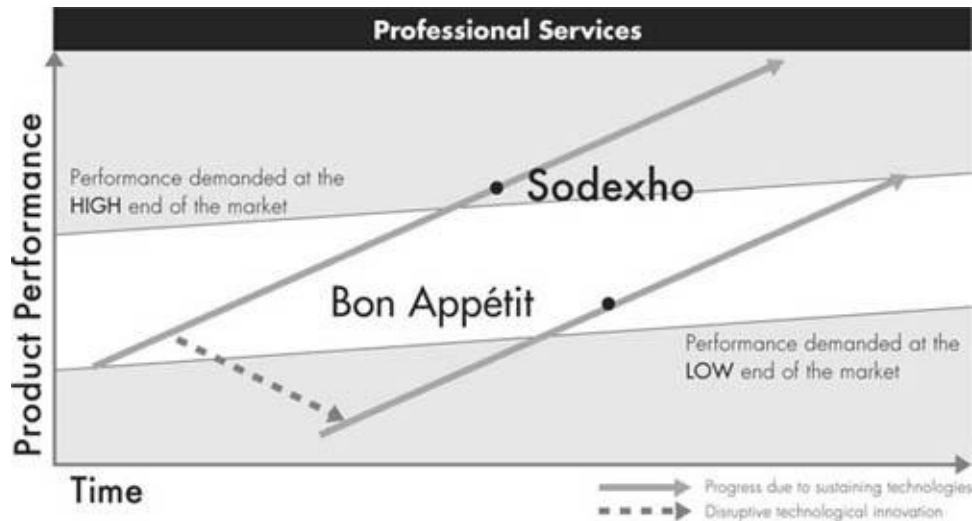 Professional Services
Product Performance
Performance demanded at the
HIGH end of the market
Sodexho
Bon Appétit
Performance demanded at the
LOW end of the market
Time
Progress due to sustaining technologies
Disruptive technological innovation